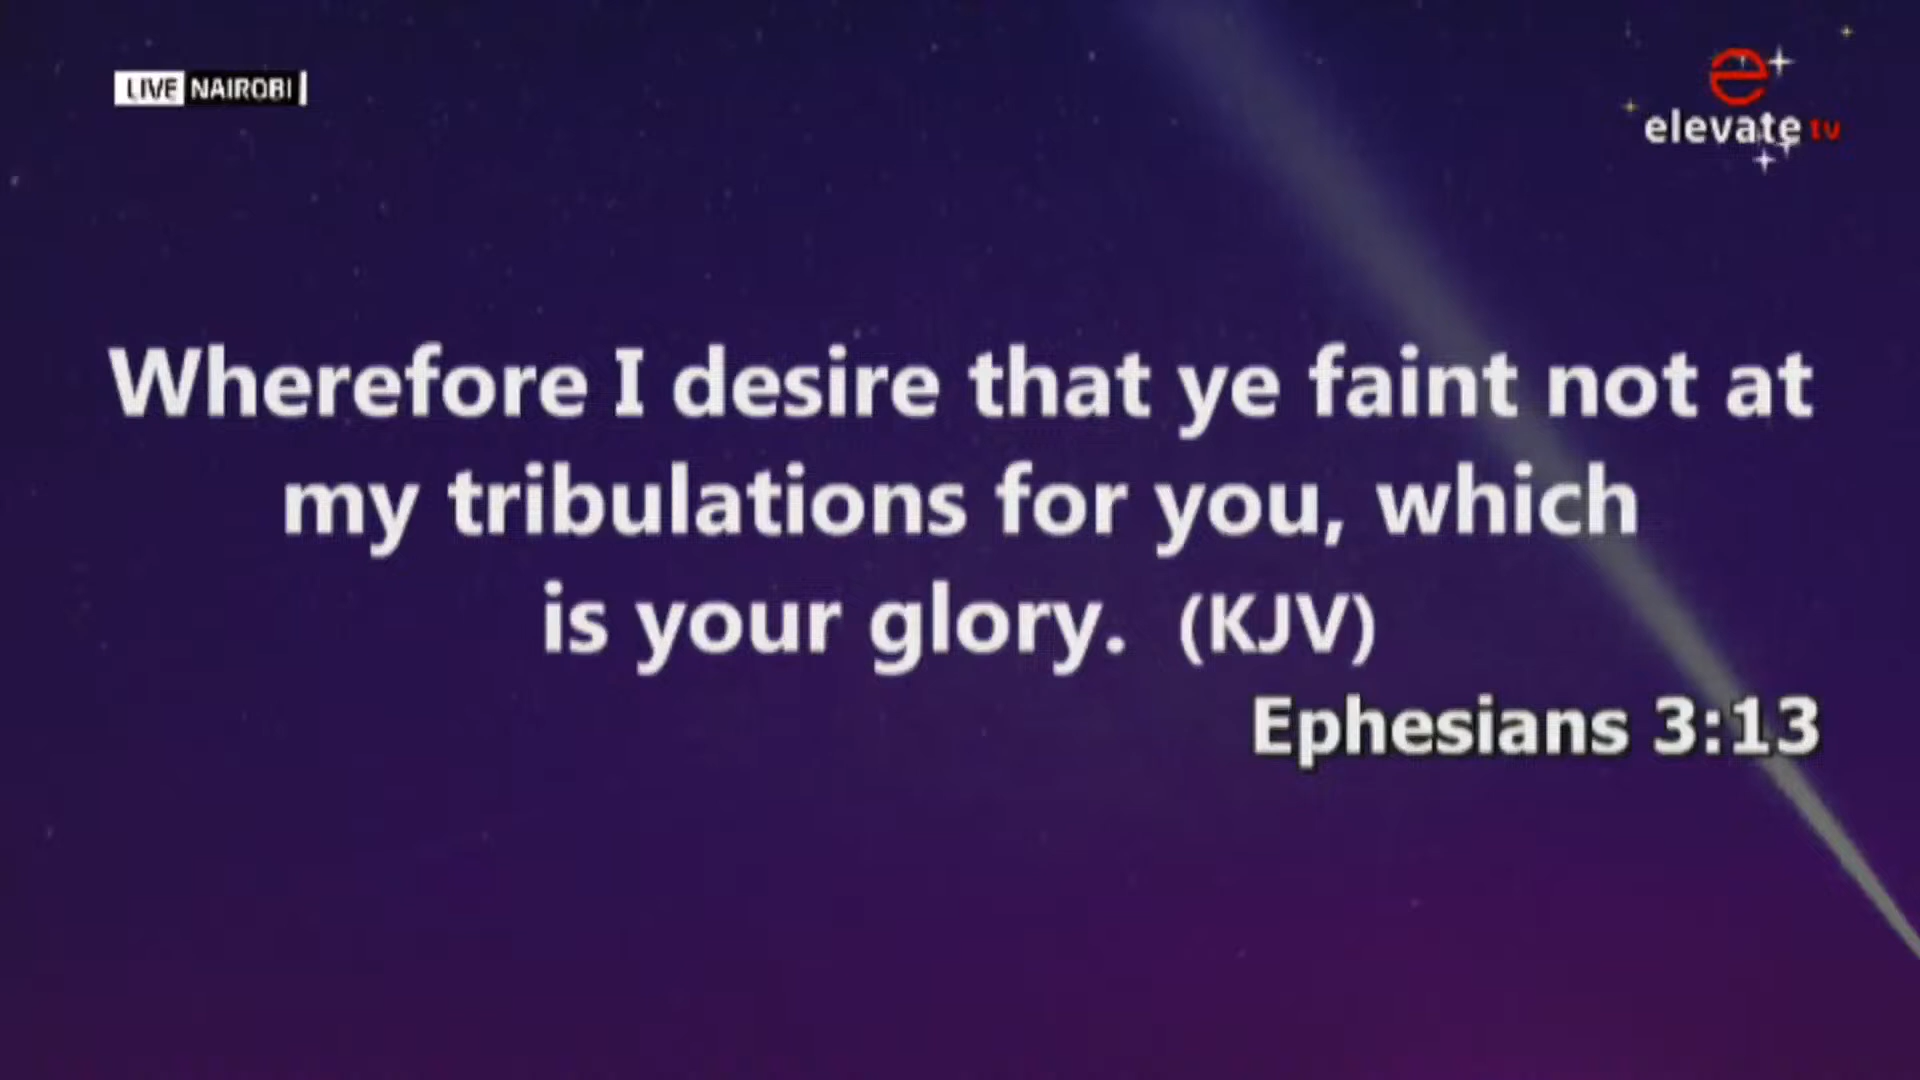 LIVE NAIROBI
e
elevate tv
Wherefore I desire that ye faint not at
my tribulations for you, which
is your glory. (KJV)
Ephesians 3:13